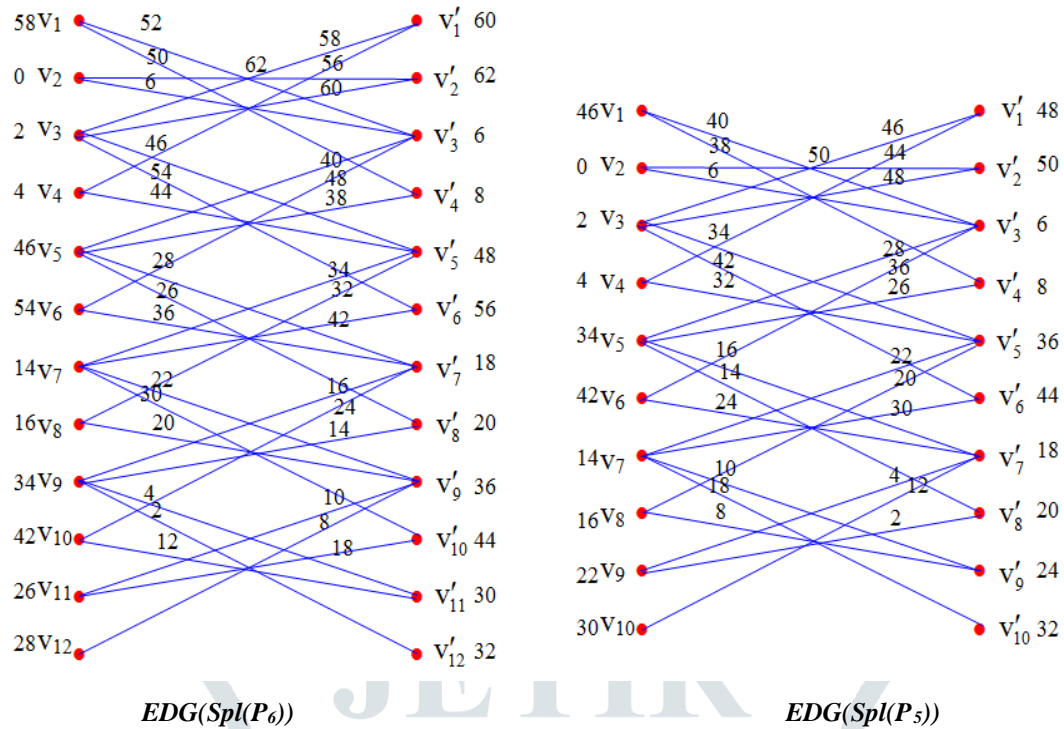 58v₁ 52 v′₁ 60
58
50 62 56
0 v₂ 6 60 v′₂ 62
2 v₃ v′₃ 6
46 40
54 48
4 v₄ 44 38 v′₄ 8
46v₅ v′₅ 48
28 34
26 32
54v₆ 36 42 v′₆ 56
14v₇ v′₇ 18
22 16
30 24
16v₈ 20 14 v′₈ 20
34v₉ v′₉ 36
4 10
2 8
42v₁₀ 12 18 v′₁₀ 44
26v₁₁ v′₁₁ 30
28v₁₂ v′₁₂ 32
EDG(Spl(P₆))
46v₁ v′₁ 48
40 46
38 50 44
0 v₂ 6 48 v′₂ 50
2 v₃ v′₃ 6
34 28
42 36
4 v₄ 32 26 v′₄ 8
34v₅ v′₅ 36
16 22
14 20
42v₆ 24 30 v′₆ 44
14v₇ v′₇ 18
10 4
18 12
16v₈ 8 2 v′₈ 20
22v₉ v′₉ 24
30v₁₀ v′₁₀ 32
EDG(Spl(P₅))
JETIR